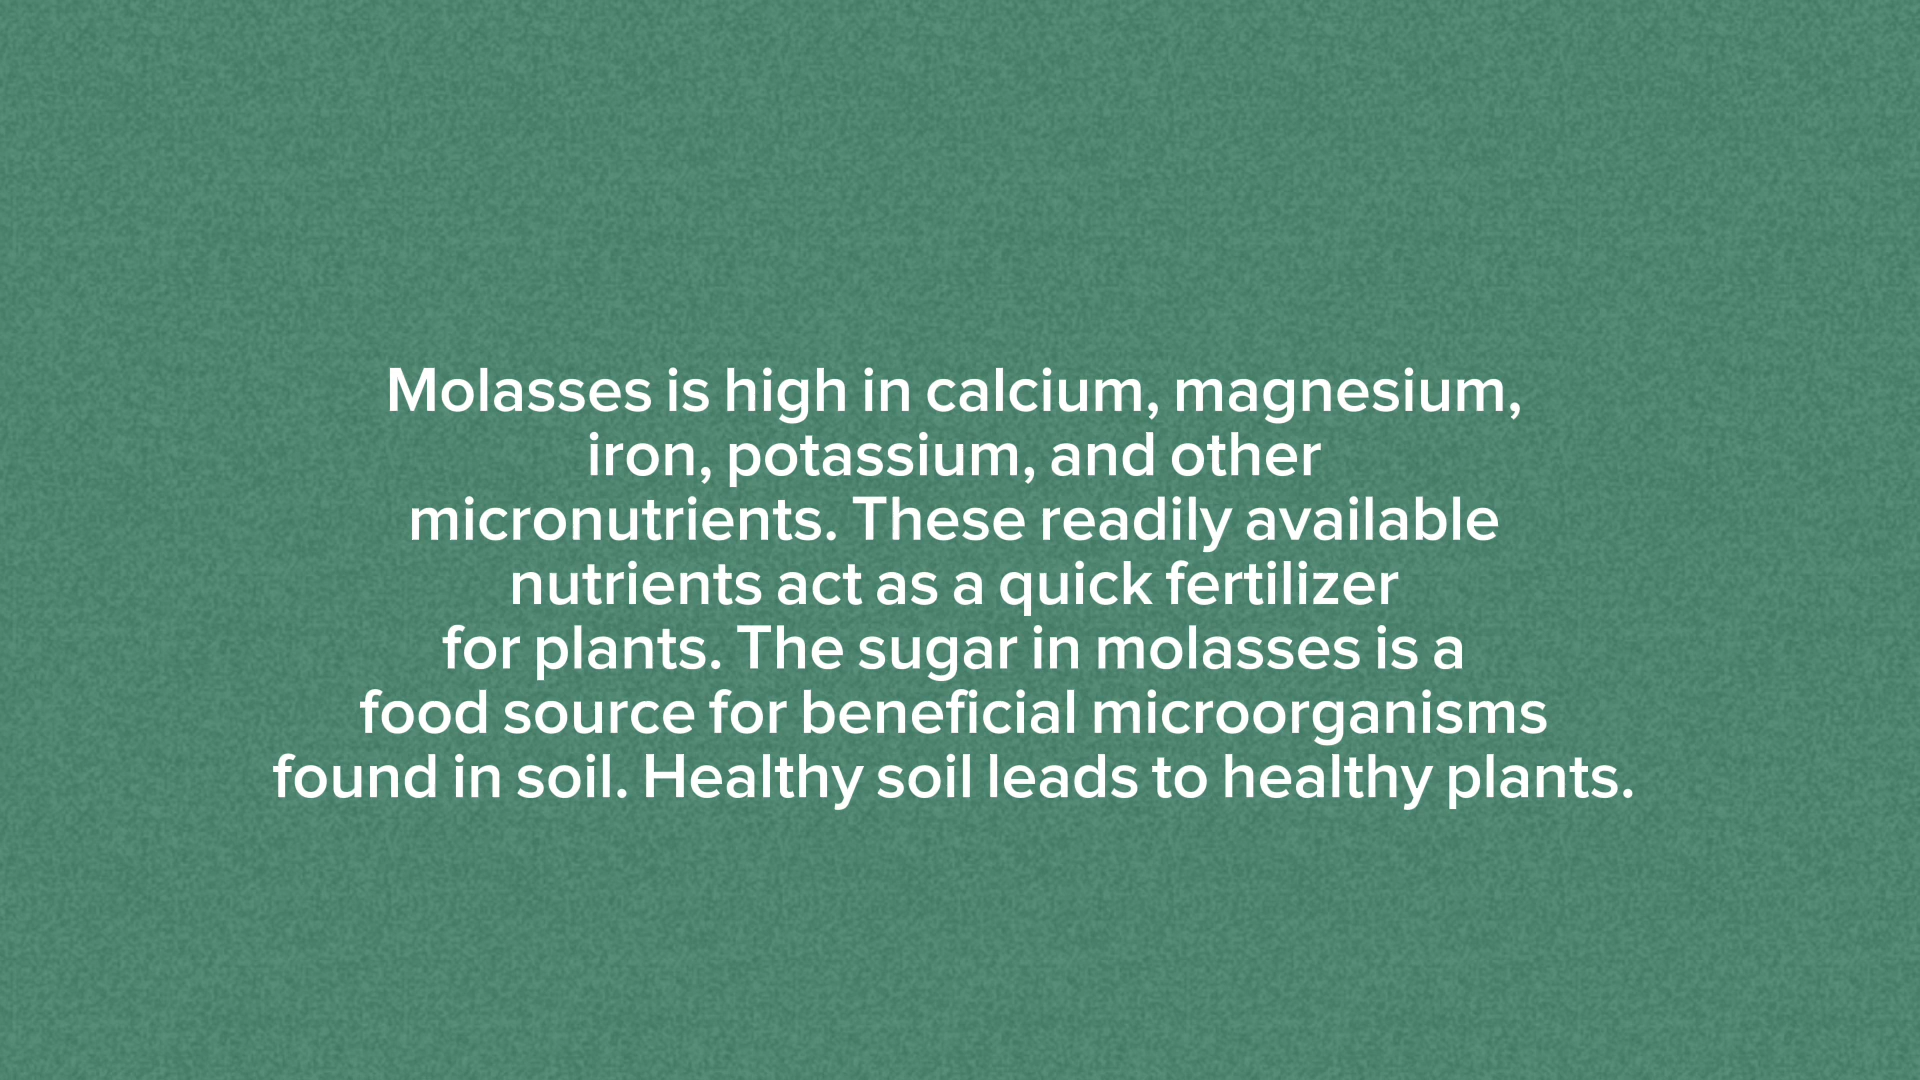 Molasses is high in calcium, magnesium,
iron, potassium, and other
micronutrients. These readily available
nutrients act as a quick fertilizer
for plants. The sugar in molasses is a
food source for beneficial microorganisms
found in soil. Healthy soil leads to healthy plants.